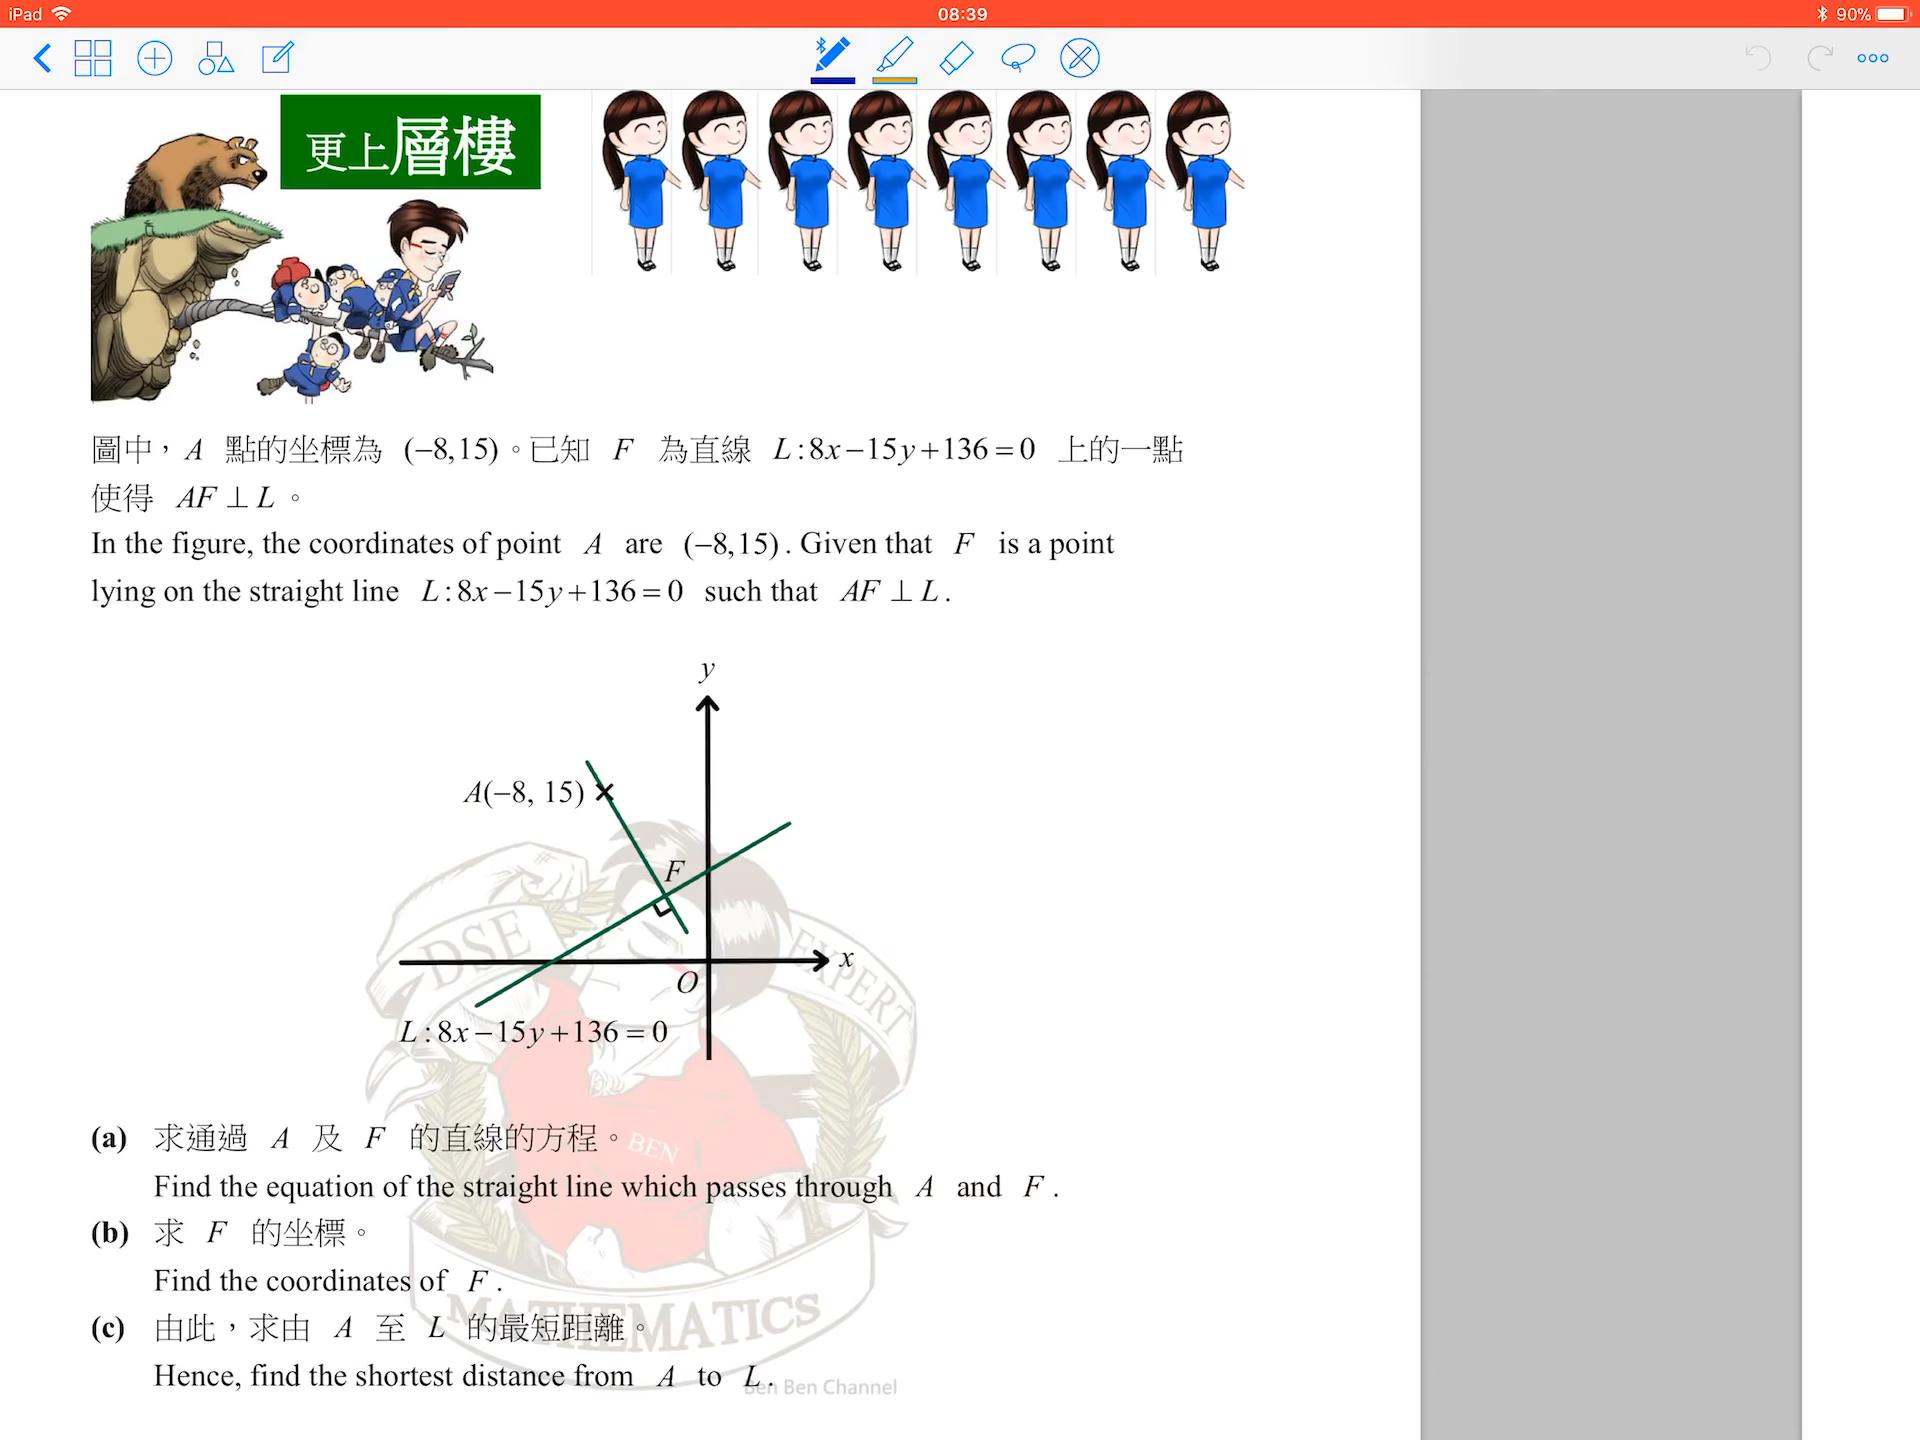 iPad 08:39 90%
更上層樓
圖中，A 點的坐標為 (−8,15)。已知 F 為直線 L:8x−15y+136=0 上的一點
使得 AF⊥L。
In the figure, the coordinates of point A are (−8,15). Given that F is a point
lying on the straight line L:8x−15y+136=0 such that AF⊥L.
y
A(−8, 15)
F
x
O
L:8x−15y+136=0
DSE EXPERT
BEN
MATHEMATICS
(a) 求通過 A 及 F 的直線的方程。
Find the equation of the straight line which passes through A and F.
(b) 求 F 的坐標。
Find the coordinates of F.
(c) 由此，求由 A 至 L 的最短距離。
Hence, find the shortest distance from A to L.
Ben Ben Channel